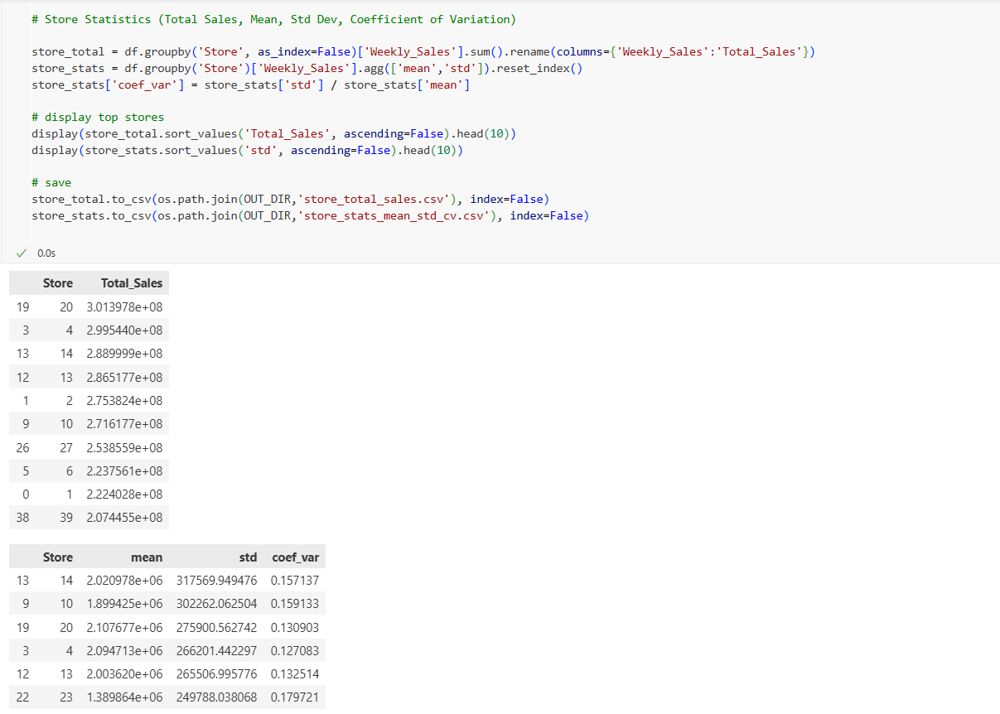 # Store Statistics (Total Sales, Mean, Std Dev, Coefficient of Variation)
store_total = df.groupby('Store', as_index=False)['Weekly_Sales'].sum().rename(columns={'Weekly_Sales':'Total_Sales'})
store_stats = df.groupby('Store')['Weekly_Sales'].agg(['mean','std']).reset_index()
store_stats['coef_var'] = store_stats['std'] / store_stats['mean']
# display top stores
display(store_total.sort_values('Total_Sales', ascending=False).head(10))
display(store_stats.sort_values('std', ascending=False).head(10))
# save
store_total.to_csv(os.path.join(OUT_DIR,'store_total_sales.csv'), index=False)
store_stats.to_csv(os.path.join(OUT_DIR,'store_stats_mean_std_cv.csv'), index=False)
0.0s
Store Total_Sales
19 20 3.013978e+08
3 4 2.995440e+08
13 14 2.889999e+08
12 13 2.865177e+08
1 2 2.753824e+08
9 10 2.716177e+08
26 27 2.538559e+08
5 6 2.237561e+08
0 1 2.224028e+08
38 39 2.074455e+08
Store mean std coef_var
13 14 2.020978e+06 317569.949476 0.157137
9 10 1.899425e+06 302262.062504 0.159133
19 20 2.107677e+06 275900.562742 0.130903
3 4 2.094713e+06 266201.442297 0.127083
12 13 2.003620e+06 265506.995776 0.132514
22 23 1.389864e+06 249788.038068 0.179721